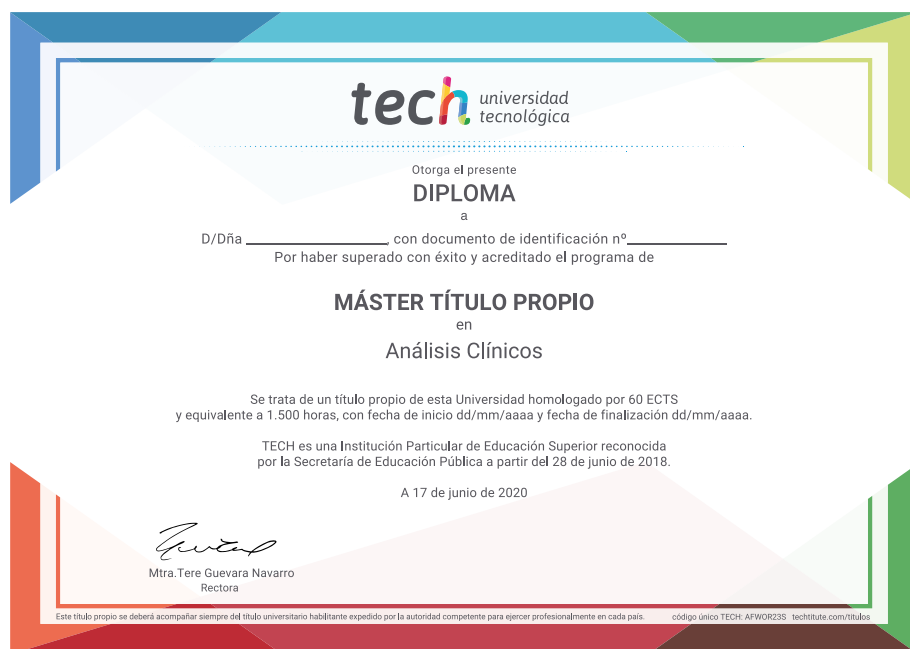 tech universidad
tecnológica
Otorga el presente
DIPLOMA
a
D/Dña ____________, con documento de identificación nº____________
Por haber superado con éxito y acreditado el programa de
MÁSTER TÍTULO PROPIO
en
Análisis Clínicos
Se trata de un título propio de esta Universidad homologado por 60 ECTS
y equivalente a 1.500 horas, con fecha de inicio dd/mm/aaaa y fecha de finalización dd/mm/aaaa.
TECH es una Institución Particular de Educación Superior reconocida
por la Secretaría de Educación Pública a partir del 28 de junio de 2018.
A 17 de junio de 2020
Mtra.Tere Guevara Navarro
Rectora
Este título propio se deberá acompañar siempre del título universitario habilitante expedido por la autoridad competente para ejercer profesionalmente en cada país. código único TECH: AFWOR23S techtitute.com/titulos